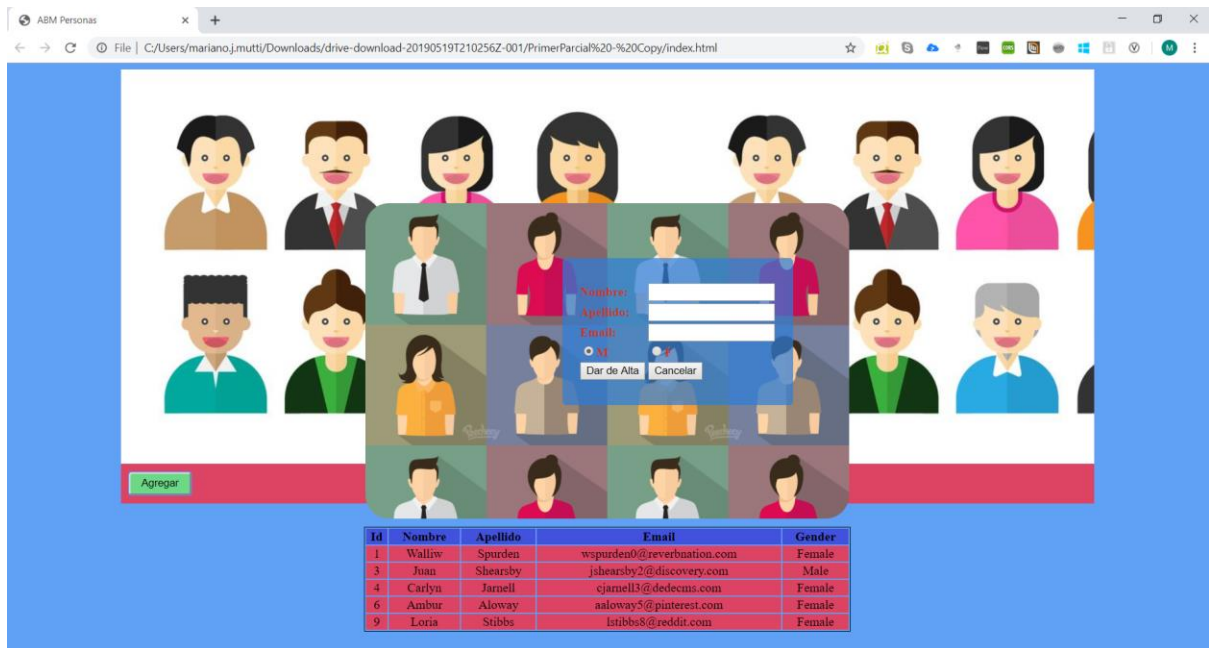 ABM Personas
File | C:/Users/mariano.j.mutti/Downloads/drive-download-20190519T210256Z-001/PrimerParcial%20-%20Copy/index.html
M
Nombre:
Apellido:
Email:
M F
Dar de Alta Cancelar
Agregar
Id Nombre Apellido Email Gender
1 Walliw Spurden wspurden0@reverbnation.com Female
3 Juan Shearsby jshearsby2@discovery.com Male
4 Carlyn Jarnell cjarnell3@dedecms.com Female
6 Ambur Aloway aaloway5@pinterest.com Female
9 Loria Stibbs lstibbs8@reddit.com Female